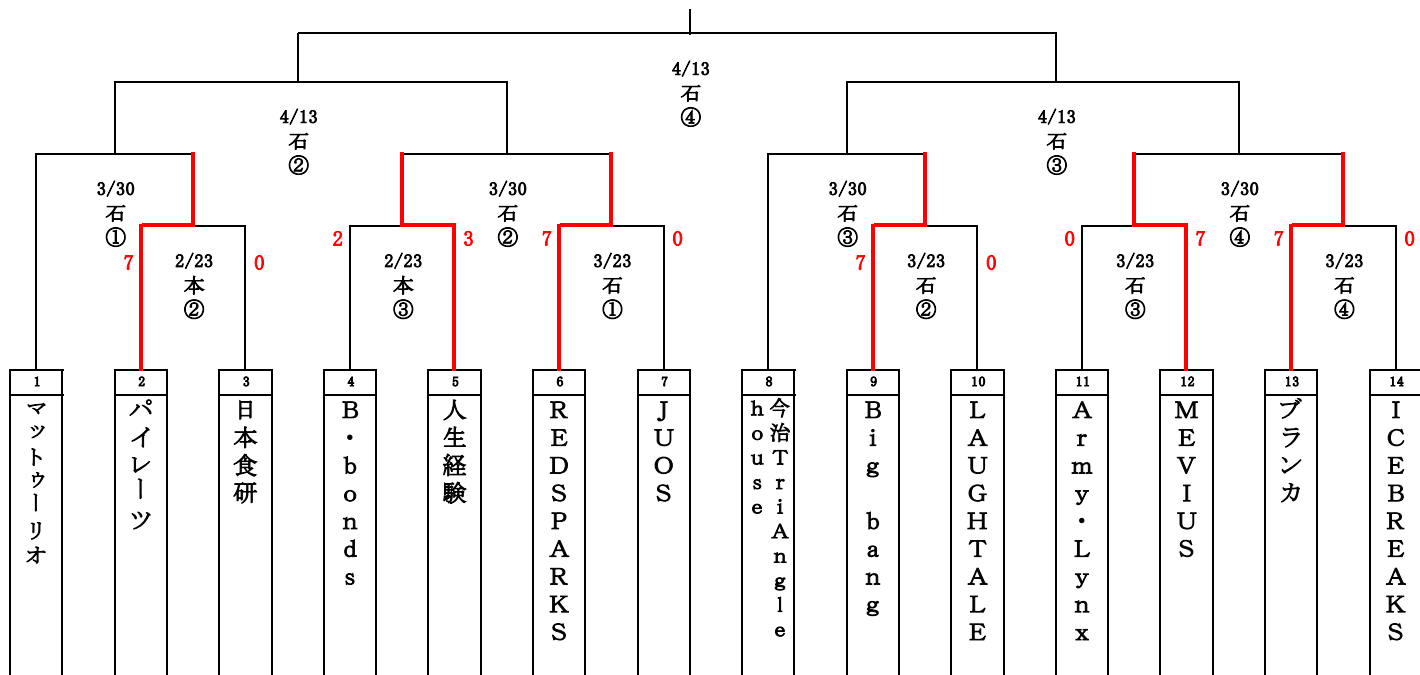 4/13
石
④
4/13
石
②
4/13
石
③
3/30
石
①
3/30
石
②
3/30
石
③
3/30
石
④
7
2/23
本
②
0
2
2/23
本
③
3
7
3/23
石
①
0
7
3/23
石
②
0
0
3/23
石
③
7
7
3/23
石
④
0
1
マットゥーリオ
2
パイレーツ
3
日本食研
4
B・bonds
5
人生経験
6
REDSPARKS
7
JUOS
8
今治TriAngle
house
9
Big bang
10
LAUGHTALE
11
Army・Lynx
12
MEVIUS
13
ブランカ
14
ICEBREAKS